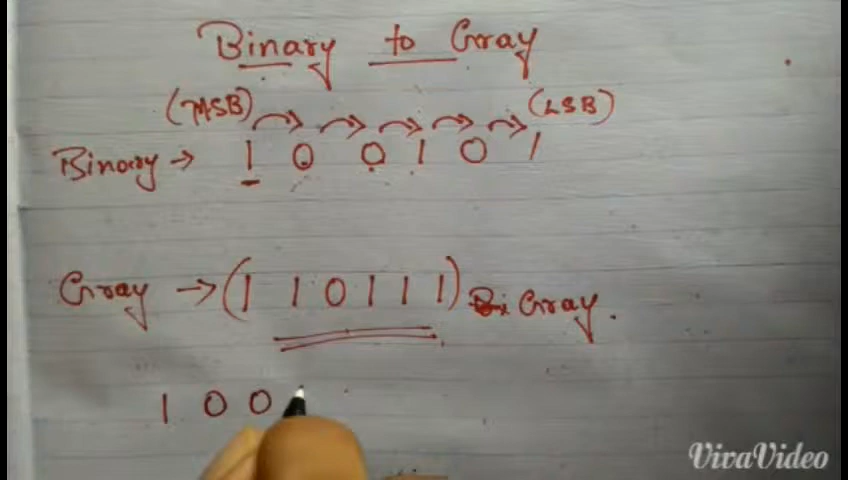 Binary to Gray
(MSB) (LSB)
Binary → 1 0 0 1 0 1
Gray → (1 1 0 1 1 1) Gray.
1 0 0
VivaVideo